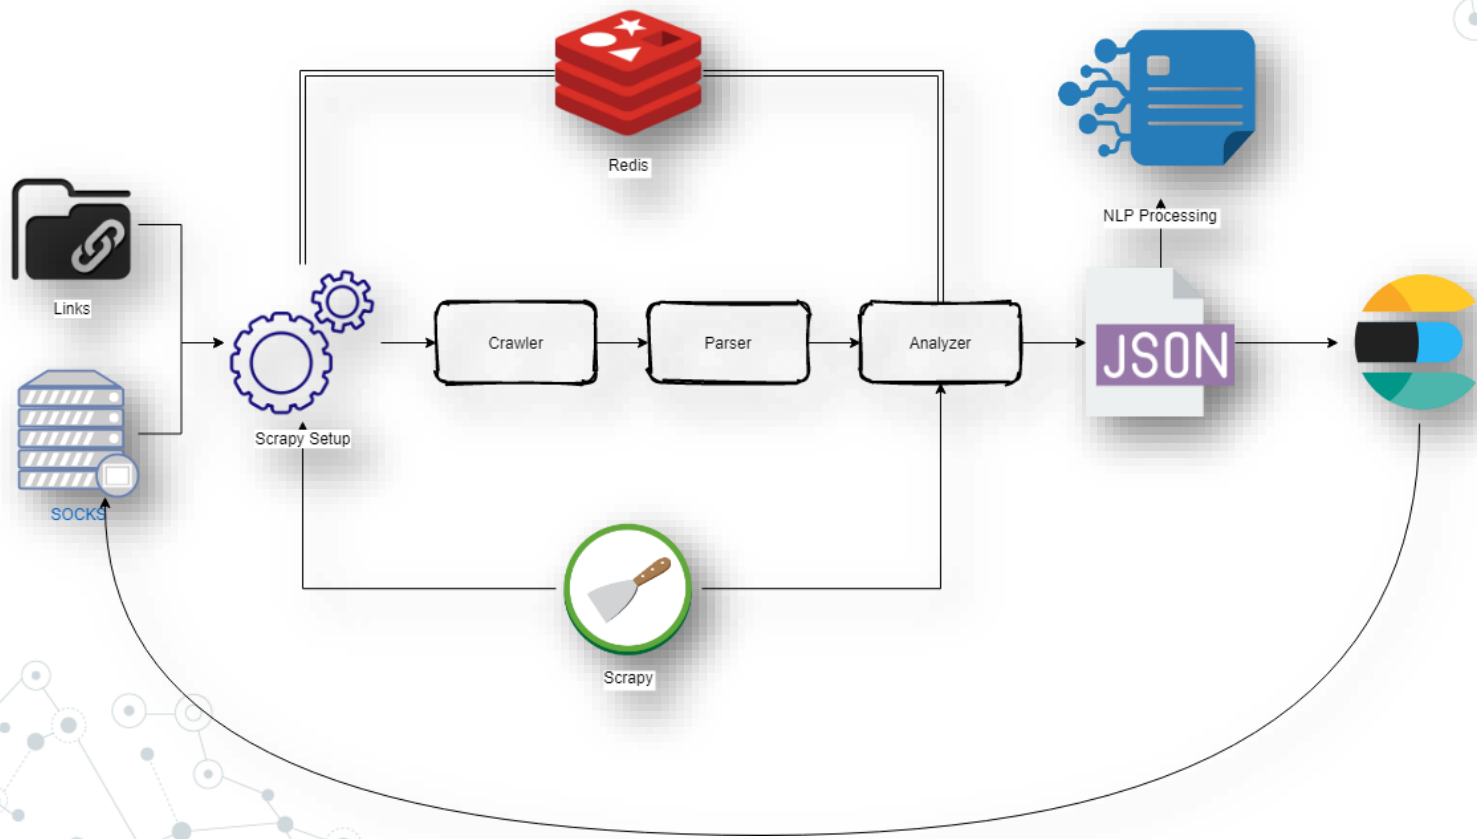 Redis
NLP Processing
Links
Crawler
Parser
Analyzer
JSON
Scrapy Setup
SOCKS
Scrapy